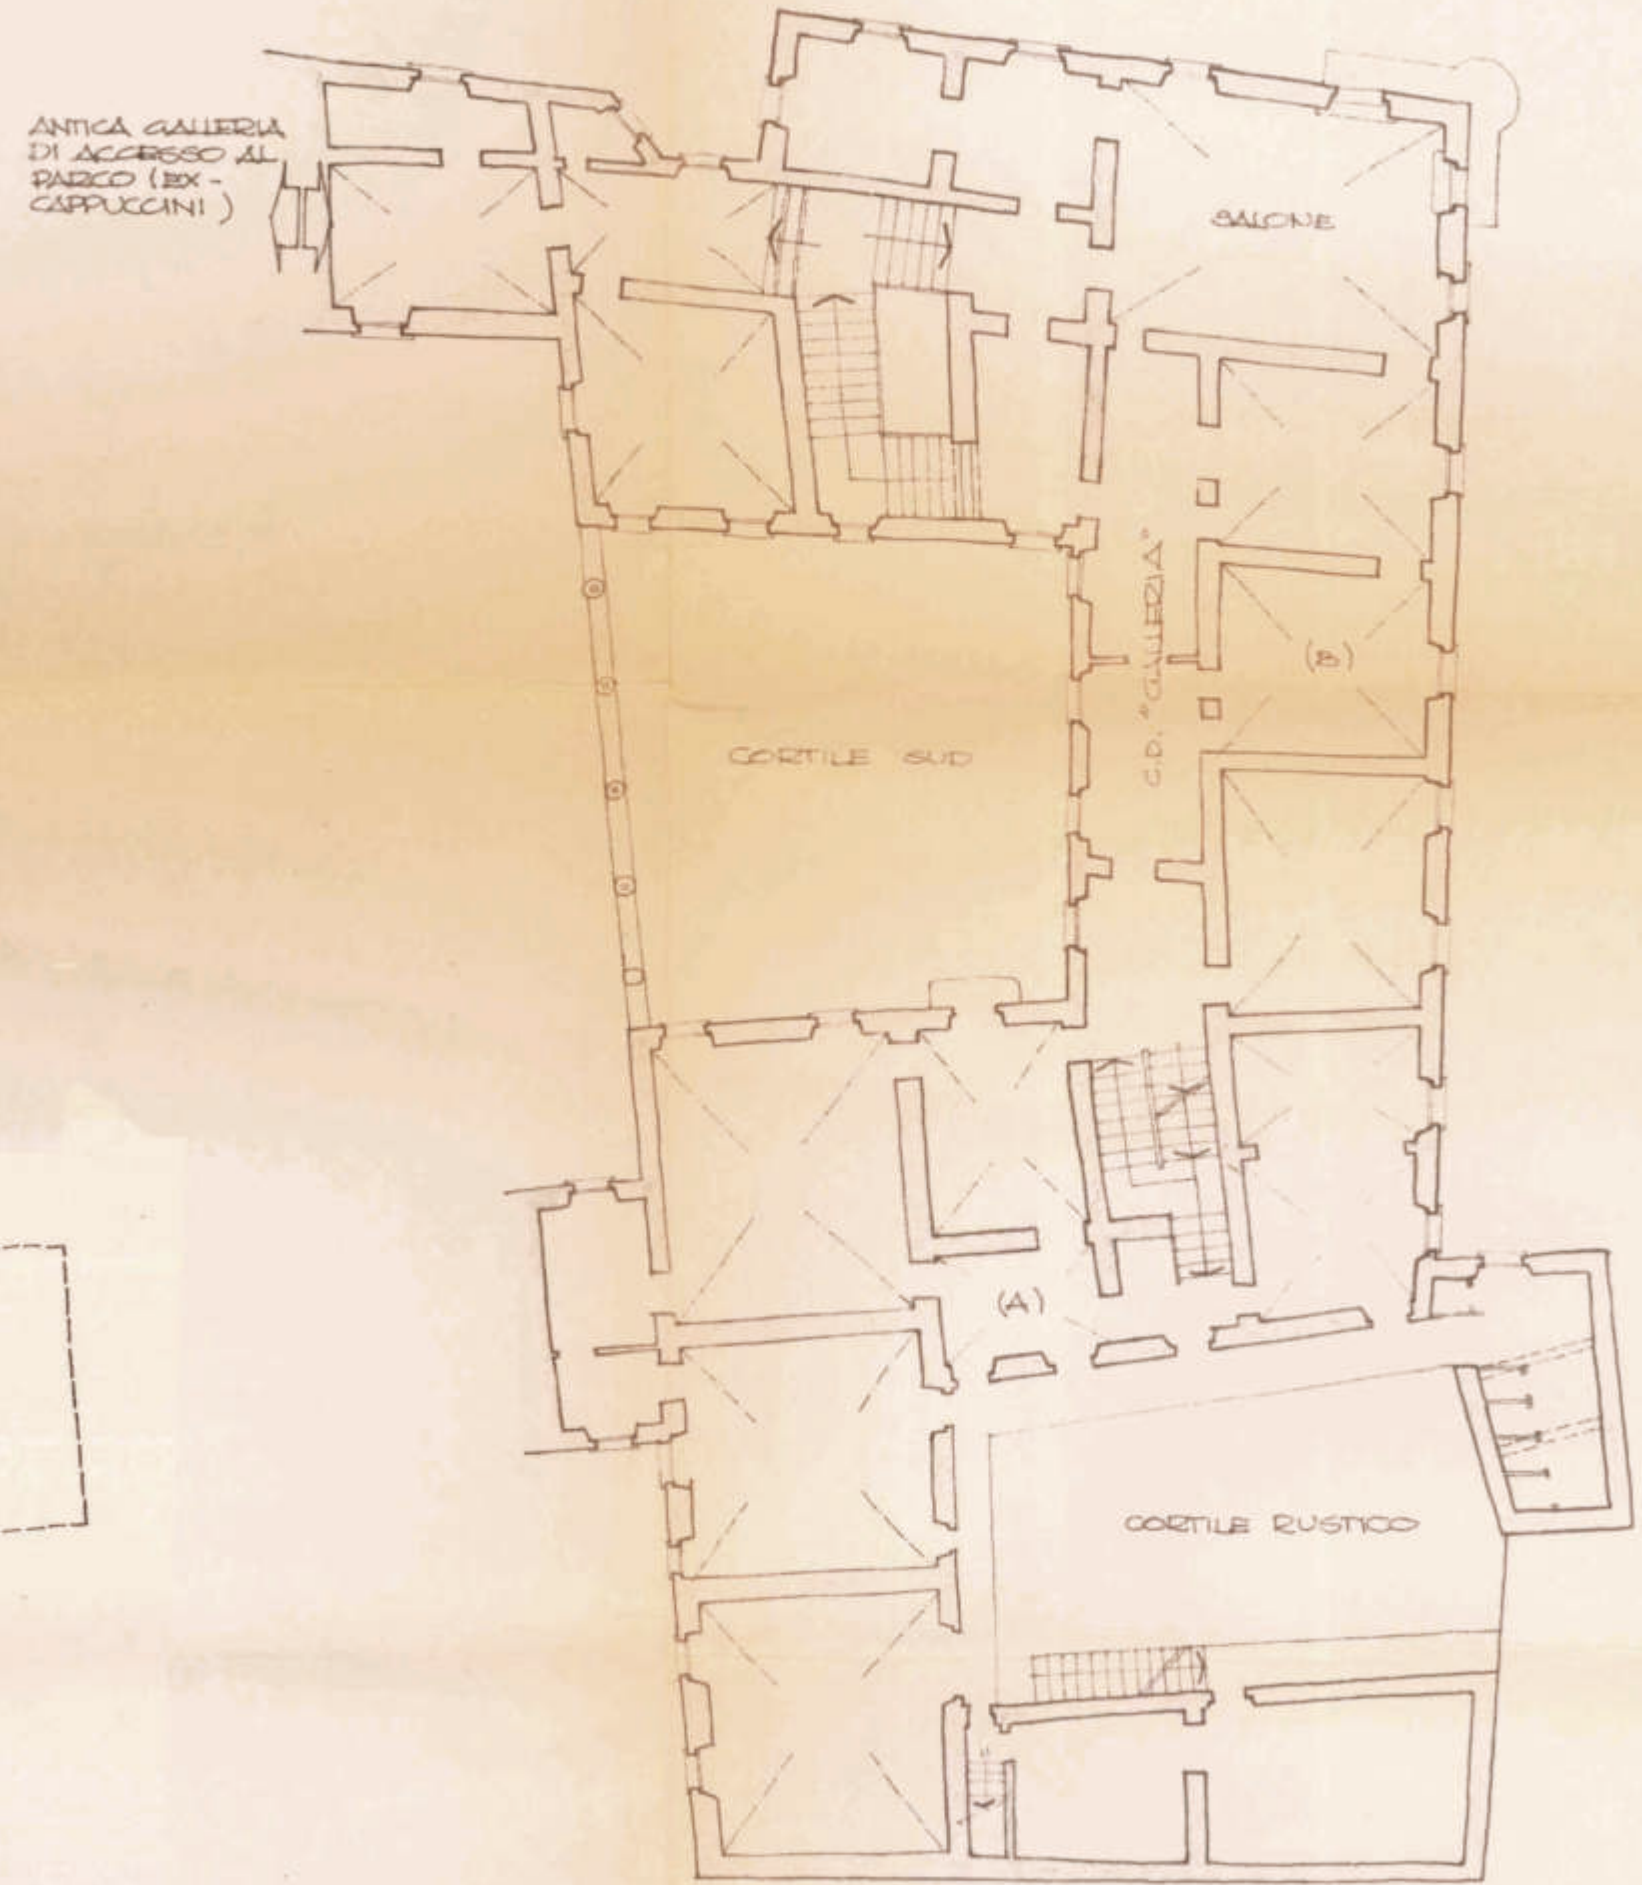 ANTICA GALLERIA
DI ACCESSO AL
PARCO (EX-
CAPPUCCINI)
SALONE
C.D. "GALLERIA"
(B)
CORTILE SUD
(A)
CORTILE RUSTICO